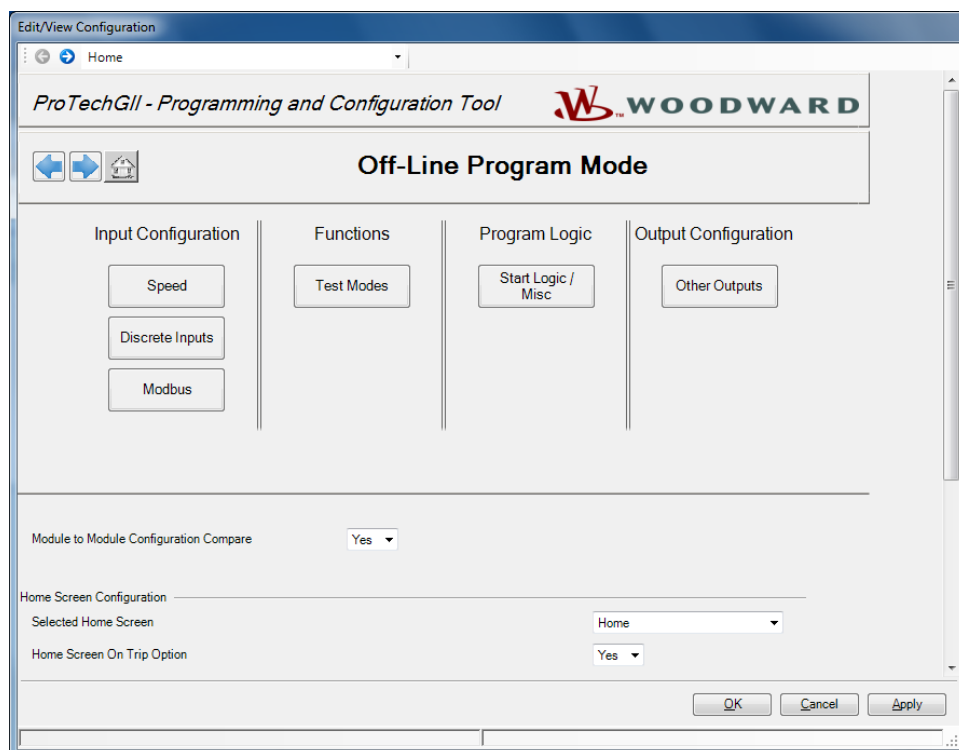 Edit/View Configuration
Home
ProTechGII - Programming and Configuration Tool
WOODWARD
Off-Line Program Mode
Input Configuration
Functions
Program Logic
Output Configuration
Speed
Test Modes
Start Logic /
Misc
Other Outputs
Discrete Inputs
Modbus
Module to Module Configuration Compare
Yes
Home Screen Configuration
Selected Home Screen
Home
Home Screen On Trip Option
Yes
OK
Cancel
Apply